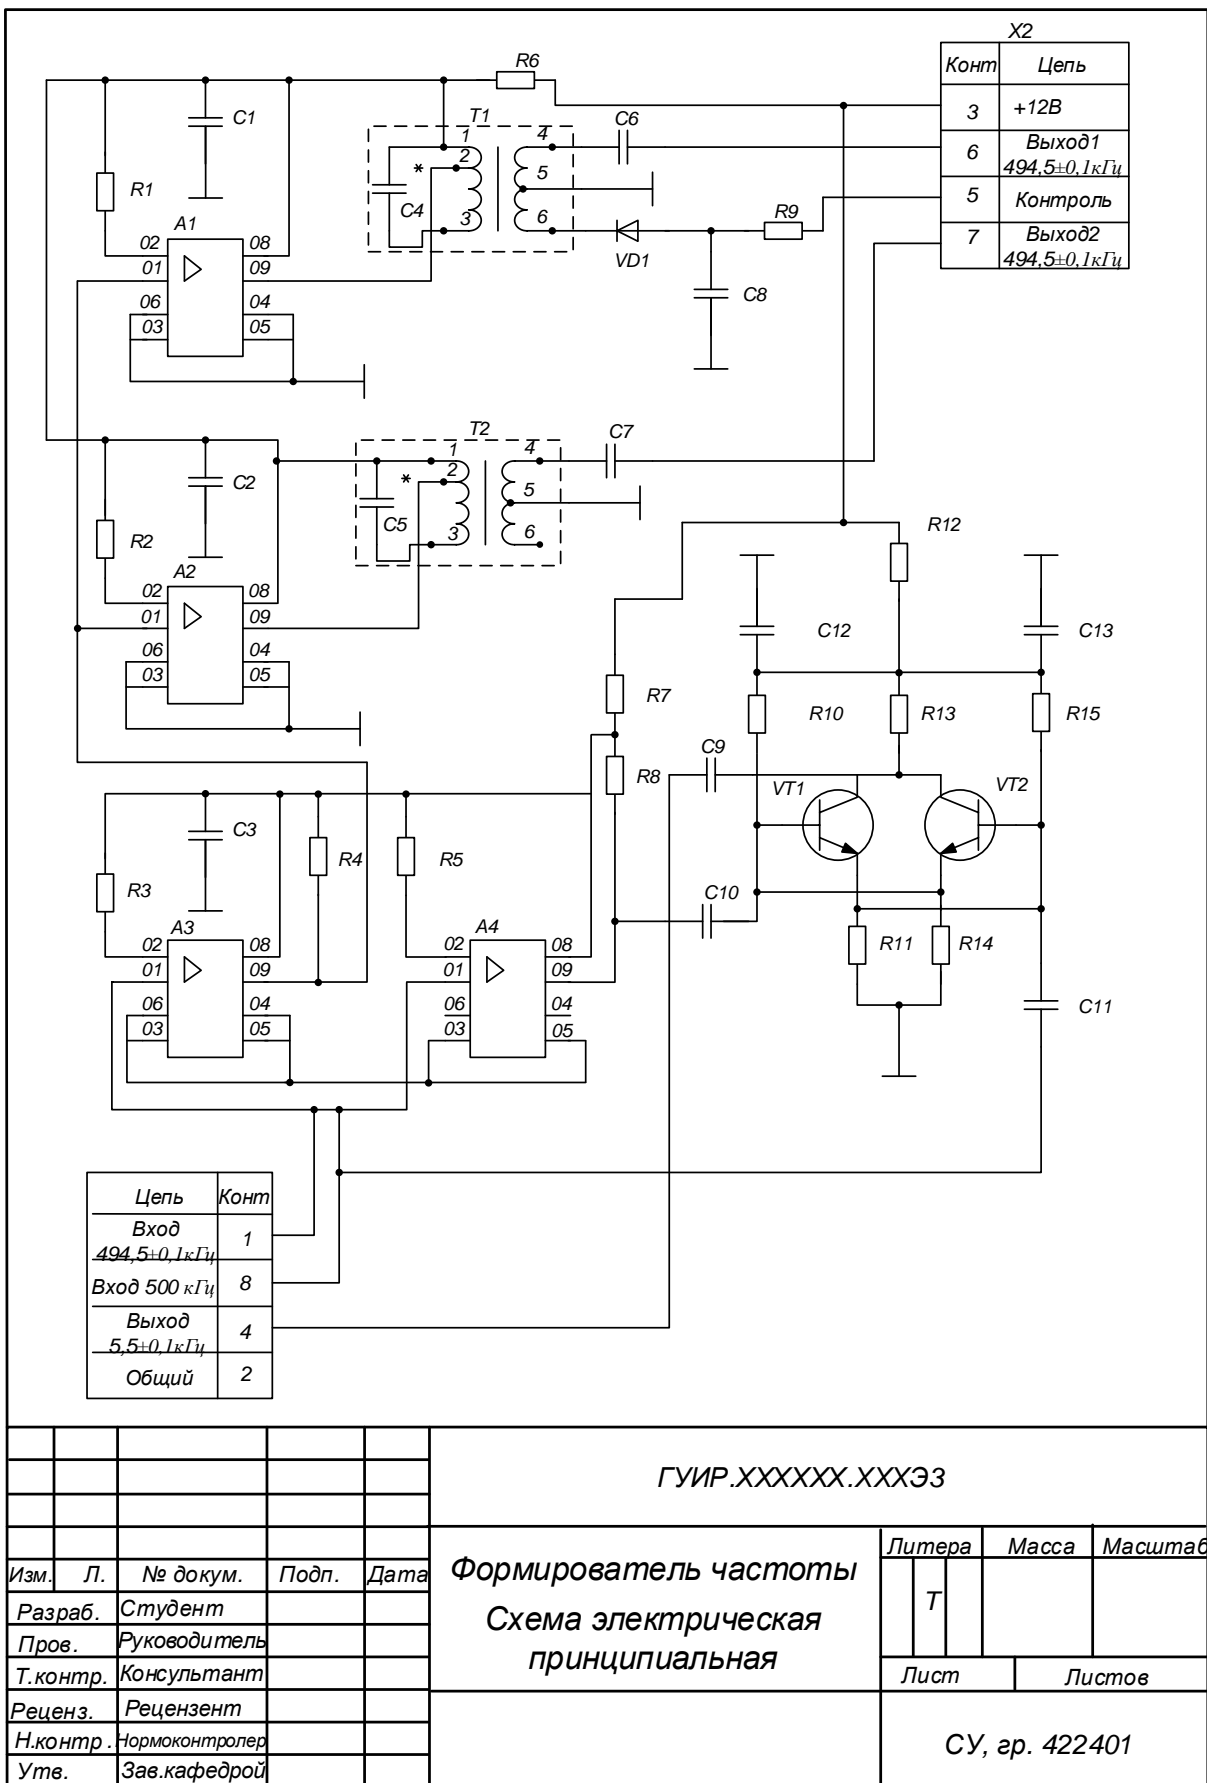 X2
Конт Цепь
3 +12В
6 Выход1
494,5±0,1кГц
5 Контроль
7 Выход2
494,5±0,1кГц
R6
C1
T1
1
2
3
4
5
6
*
C4
C6
R1
R9
VD1
C8
A1
02
01
06
03
08
09
04
05
T2
1
2
3
4
5
6
*
C5
C7
C2
R2
A2
02
01
06
03
08
09
04
05
R12
C12
C13
R7
R10
R13
R15
C9
R8
VT1
VT2
C3
R4
R5
R3
C10
A3
02
01
06
03
08
09
04
05
A4
02
01
06
03
08
09
04
05
R11
R14
C11
Цепь Конт
Вход
494,5±0,1кГц
1
Вход 500 кГц 8
Выход
5,5±0,1кГц
4
Общий 2
ГУИР.ХХХХХХ.ХХХЭЗ
Формирователь частоты
Схема электрическая
принципиальная
Литера Масса Масштаб
Т
Лист Листов
СУ, гр. 422401
Изм. Л. № докум. Подп. Дата
Разраб. Студент
Пров. Руководитель
Т.контр. Консультант
Реценз. Рецензент
Н.контр. Нормоконтролер
Утв. Зав.кафедрой